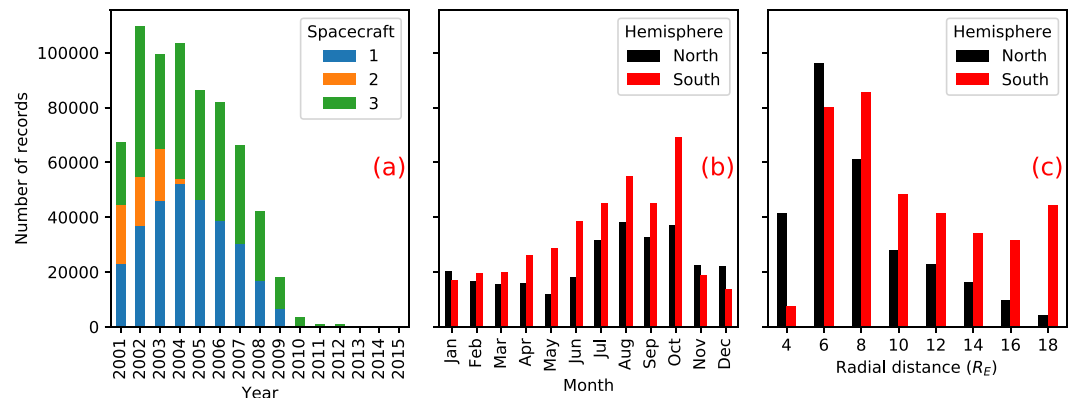 Number of records
100000
80000
60000
40000
20000
0
Spacecraft
1
2
3
(a)
2001 2002 2003 2004 2005 2006 2007 2008 2009 2010 2011 2012 2013 2014 2015
Year
Hemisphere
North
South
(b)
Jan Feb Mar Apr May Jun Jul Aug Sep Oct Nov Dec
Month
Hemisphere
North
South
(c)
4 6 8 10 12 14 16 18
Radial distance (R_E)